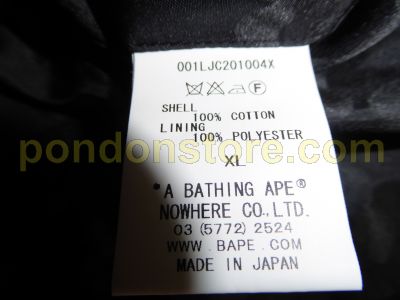 001LJC201004X
F
SHELL
100% COTTON
LINING
100% POLYESTER
pondonstore.com
XL
"A BATHING APE®
NOWHERE CO.,LTD.
03 (5772) 2524
WWW.BAPE.COM
MADE IN JAPAN